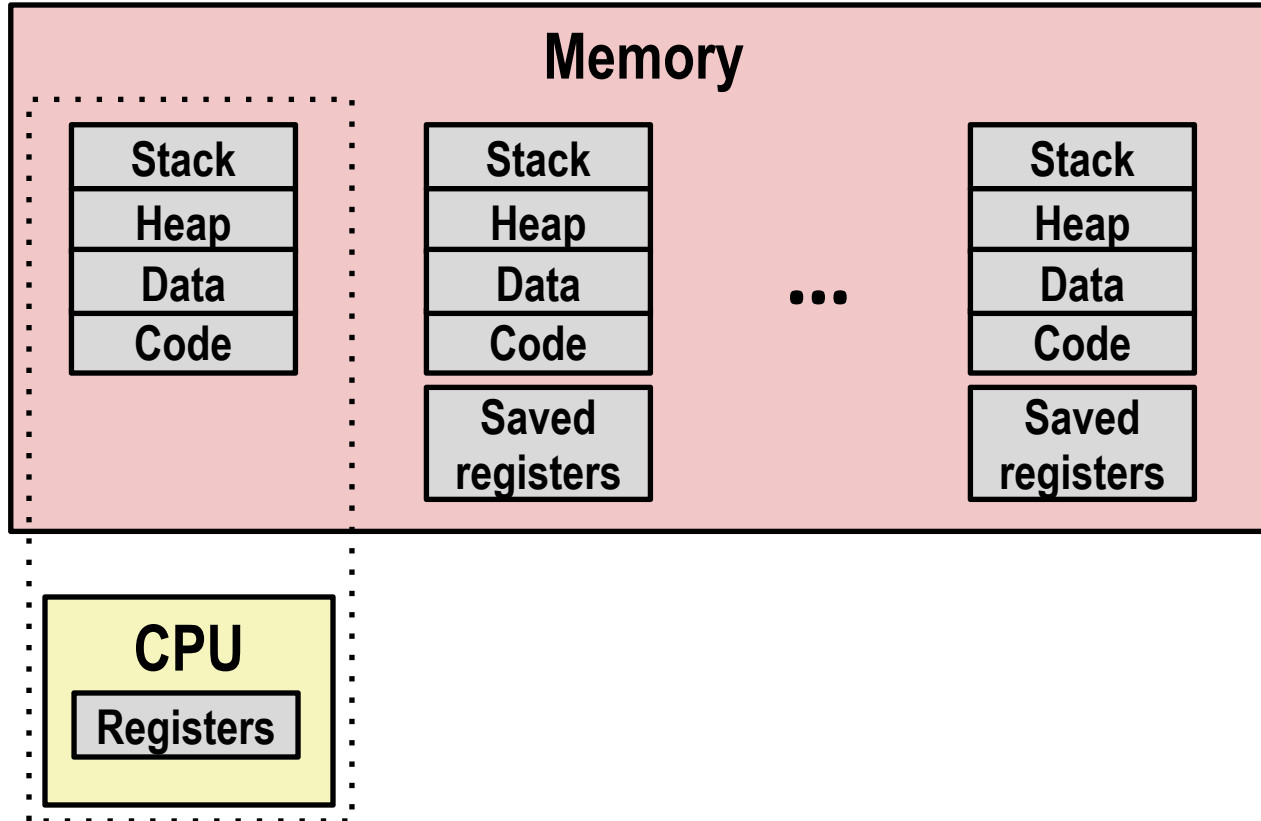 Memory
Stack
Heap
Data
Code
Stack
Heap
Data
Code
Saved
registers
...
Stack
Heap
Data
Code
Saved
registers
CPU
Registers